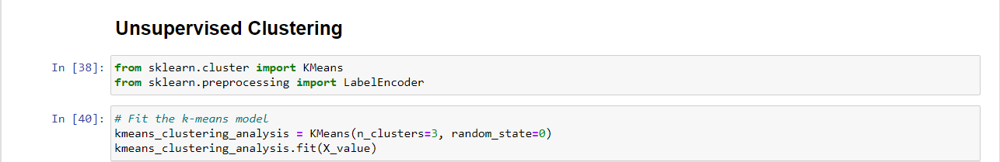 Unsupervised Clustering
In [38]: from sklearn.cluster import KMeans
from sklearn.preprocessing import LabelEncoder
In [40]: # Fit the k-means model
kmeans_clustering_analysis = KMeans(n_clusters=3, random_state=0)
kmeans_clustering_analysis.fit(X_value)